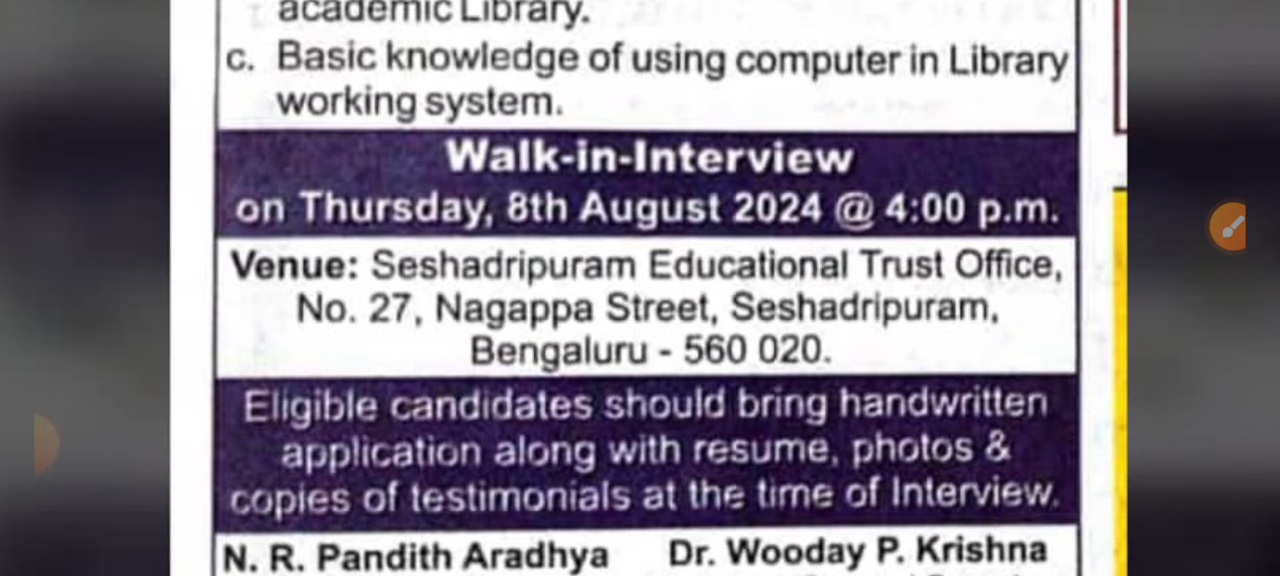 academic Library.
c. Basic knowledge of using computer in Library
working system.
Walk-in-Interview
on Thursday, 8th August 2024 @ 4:00 p.m.
Venue: Seshadripuram Educational Trust Office,
No. 27, Nagappa Street, Seshadripuram,
Bengaluru - 560 020.
Eligible candidates should bring handwritten
application along with resume, photos &
copies of testimonials at the time of Interview.
N. R. Pandith Aradhya Dr. Wooday P. Krishna